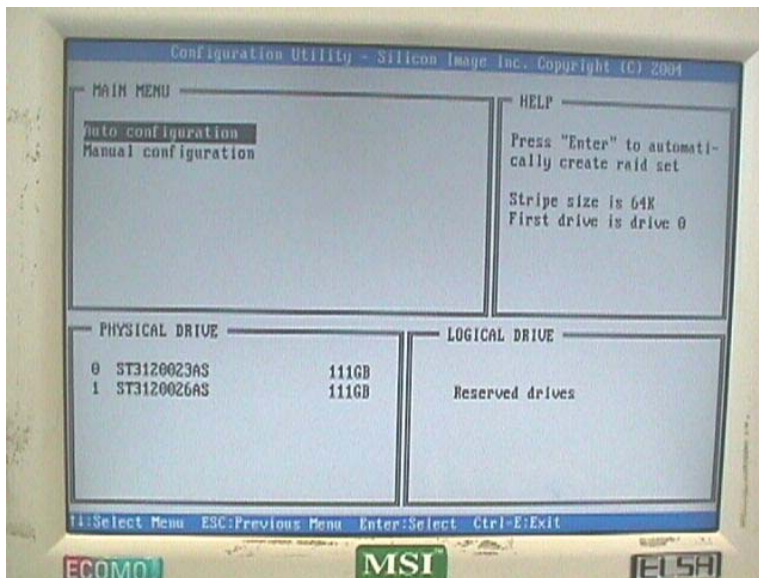 Configuration Utility - Silicon Image Inc. Copyright (C) 2004
MAIN MENU
Auto configuration
Manual configuration
HELP
Press "Enter" to automati-
cally create raid set
Stripe size is 64K
First drive is drive 0
PHYSICAL DRIVE
0 ST3120023AS 111GB
1 ST3120026AS 111GB
LOGICAL DRIVE
Reserved drives
↑↓:Select Menu ESC:Previous Menu Enter:Select Ctrl-E:Exit
ECOMO
MSI
ELSA